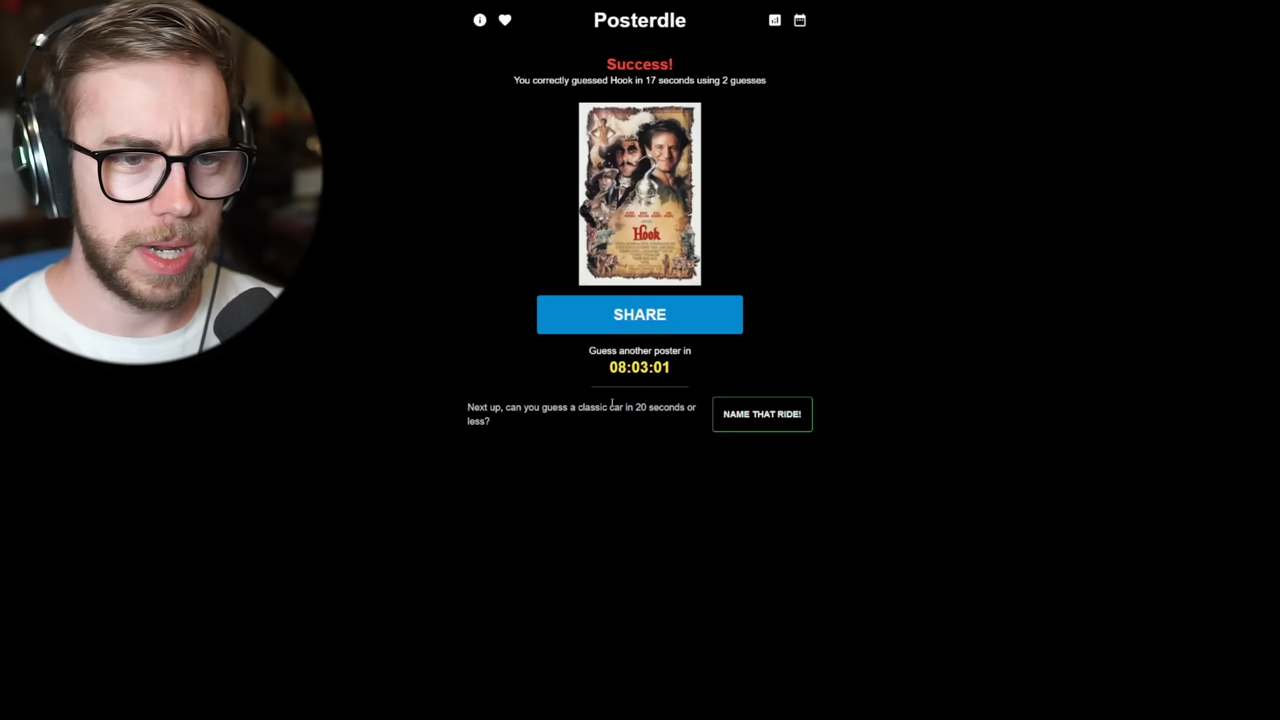 Posterdle
Success!
You correctly guessed Hook in 17 seconds using 2 guesses
Hook
SHARE
Guess another poster in
08:03:01
Next up, can you guess a classic car in 20 seconds or
less?
NAME THAT RIDE!